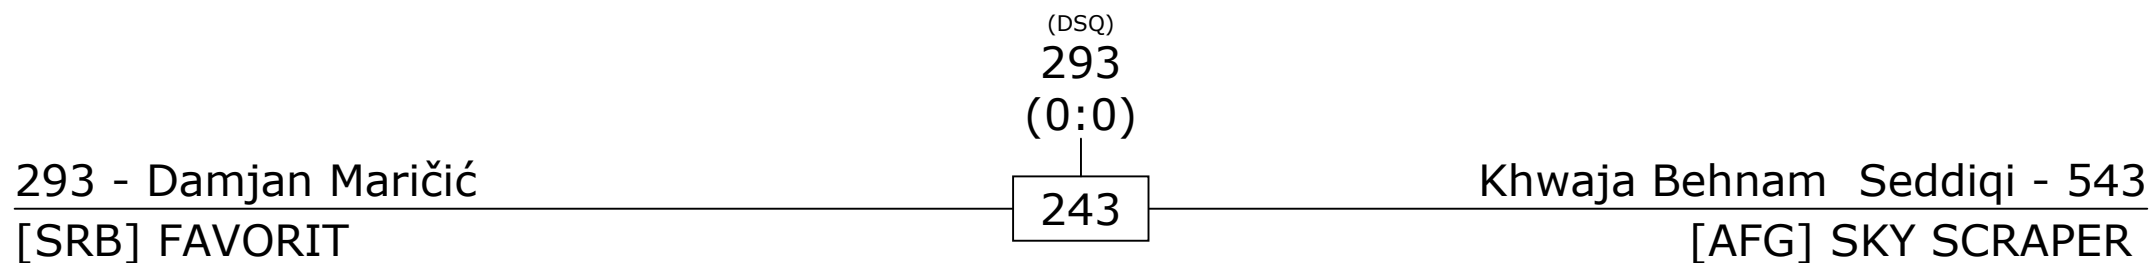 (DSQ)
293
(0:0)
293 - Damjan Maričić
243
Khwaja Behnam  Seddiqi - 543
[SRB] FAVORIT
[AFG] SKY SCRAPER